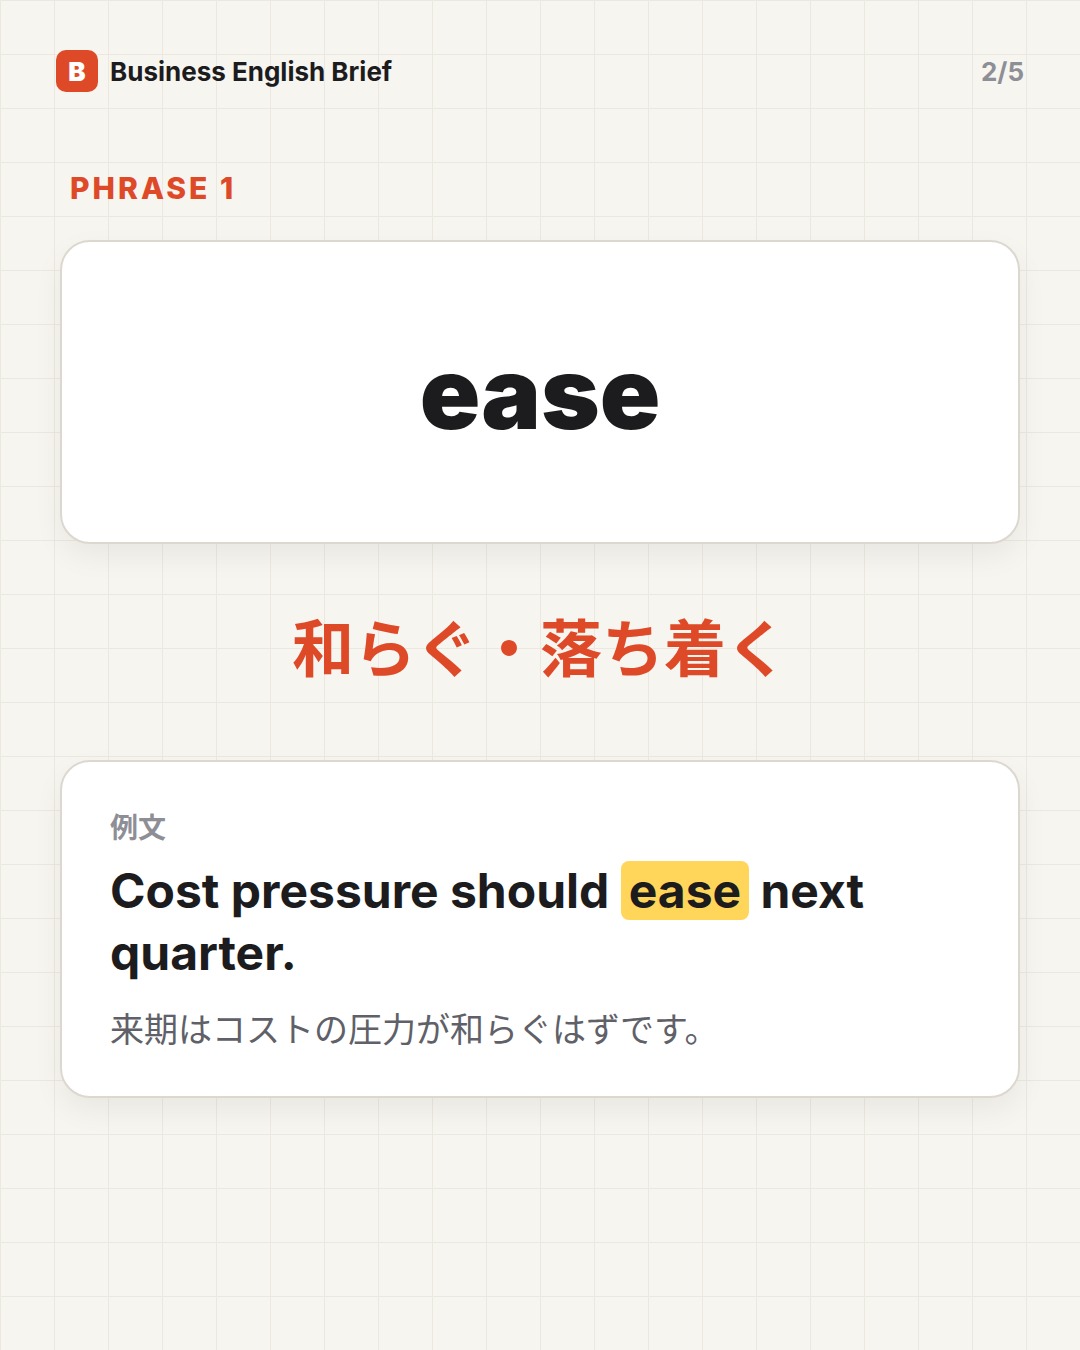 B Business English Brief
2/5
PHRASE 1
ease
和らぐ・落ち着く
例文
Cost pressure should ease next
quarter.
来期はコストの圧力が和らぐはずです。